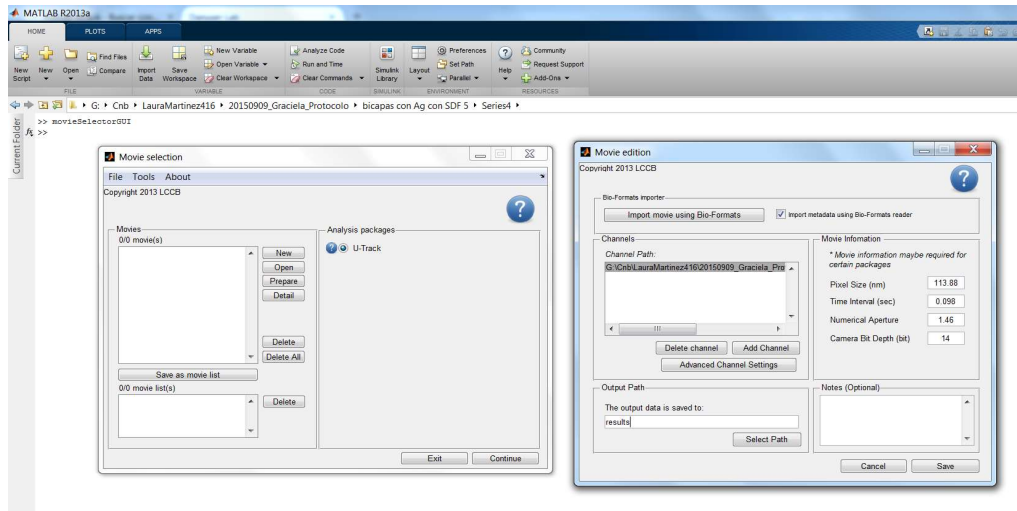 MATLAB R2013a
HOME PLOTS APPS
New Script
New
Open
Find Files
Compare
Import Data
Save Workspace
New Variable
Open Variable
Clear Workspace
Analyze Code
Run and Time
Clear Commands
Simulink Library
Layout
Preferences
Set Path
Parallel
Help
Community
Request Support
Add-Ons
FILE VARIABLE CODE SIMULINK ENVIRONMENT RESOURCES
G: Cnb LauraMartinez416 20150909_Graciela_Protocolo bicapas con Ag con SDF 5 Series4
Current Folder
>> movieSelectorGUI
fx >>
Movie selection
File Tools About
Copyright 2013 LCCB
Movies
0/0 movie(s)
New
Open
Prepare
Detail
Delete
Delete All
Save as movie list
0/0 movie list(s)
Delete
Analysis packages
U-Track
Exit Continue
Movie edition
Copyright 2013 LCCB
Bio-Formats importer
Import movie using Bio-Formats
Import metadata using Bio-Formats reader
Channels
Channel Path:
G:\Cnb\LauraMartinez416\20150909_Graciela_Pro
Delete channel Add Channel
Advanced Channel Settings
Movie Infomation
* Movie information maybe required for
certain packages
Pixel Size (nm) 113.88
Time Interval (sec) 0.098
Numerical Aperture 1.46
Camera Bit Depth (bit) 14
Output Path
The output data is saved to:
results
Select Path
Notes (Optional)
Cancel Save